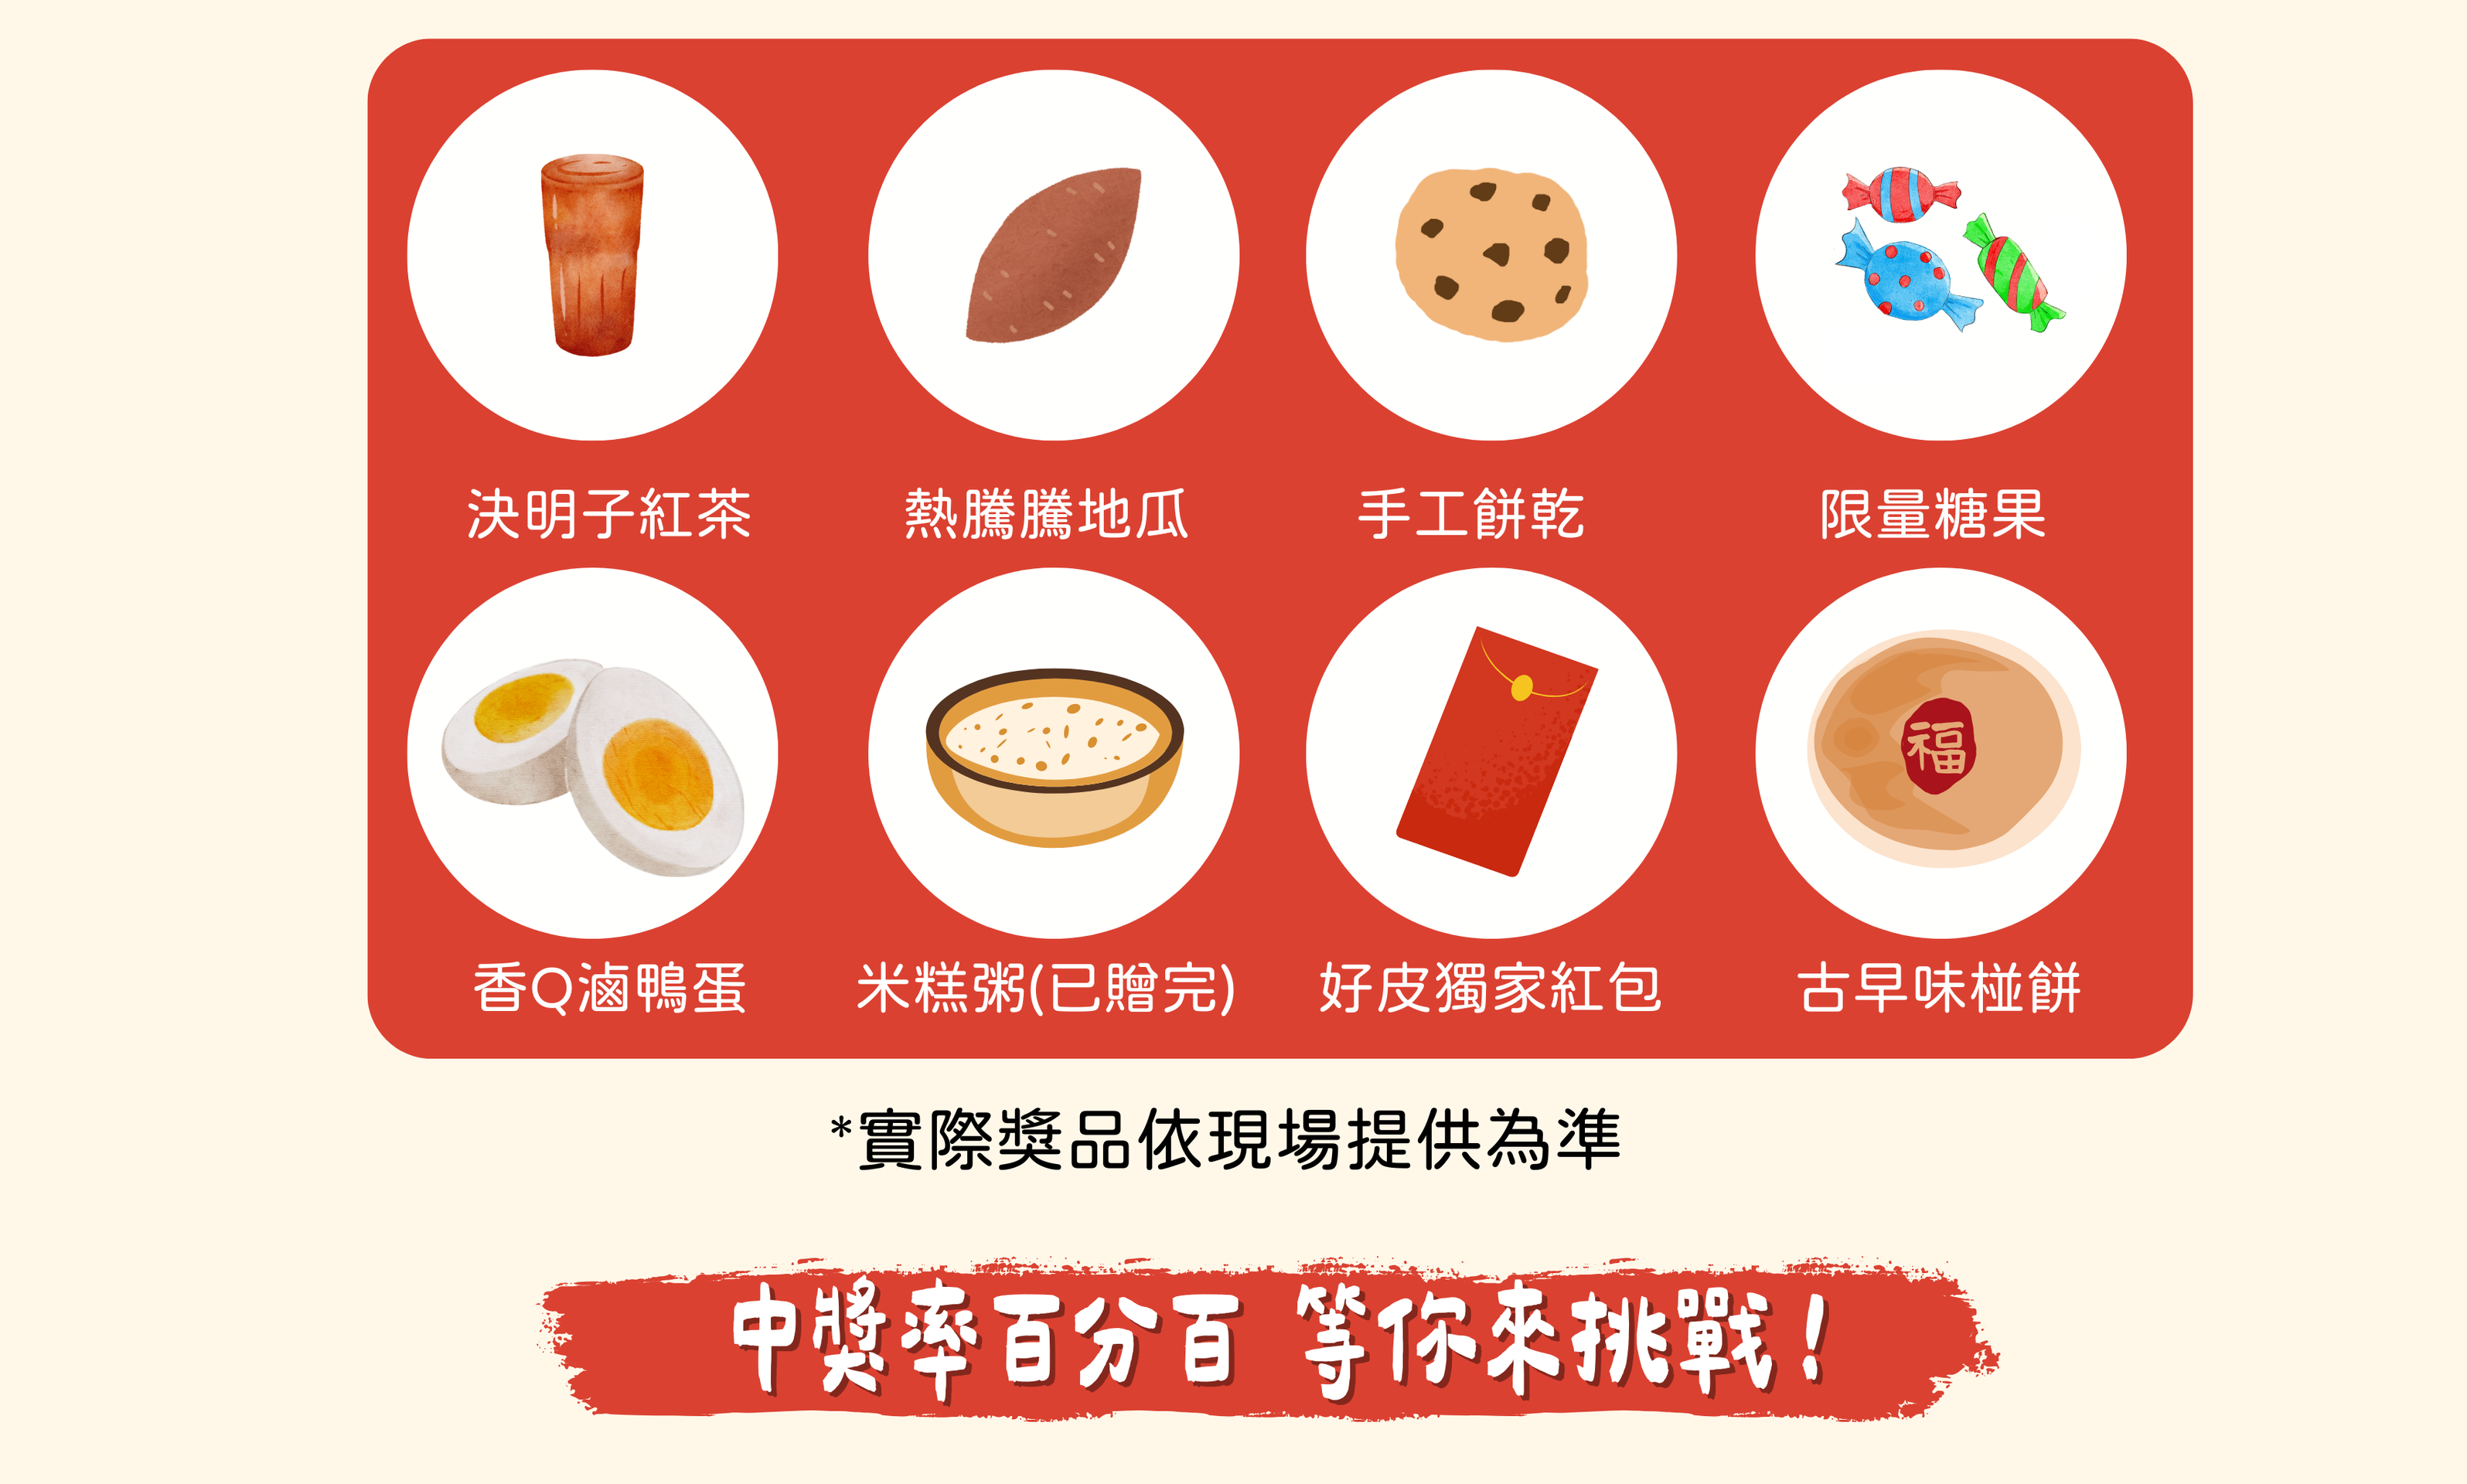 決明子紅茶
熱騰騰地瓜
手工餅乾
限量糖果
福
香Q滷鴨蛋
米糕粥(已贈完)
好皮獨家紅包
古早味椪餅
*實際獎品依現場提供為準
中獎率百分百 等你來挑戰!